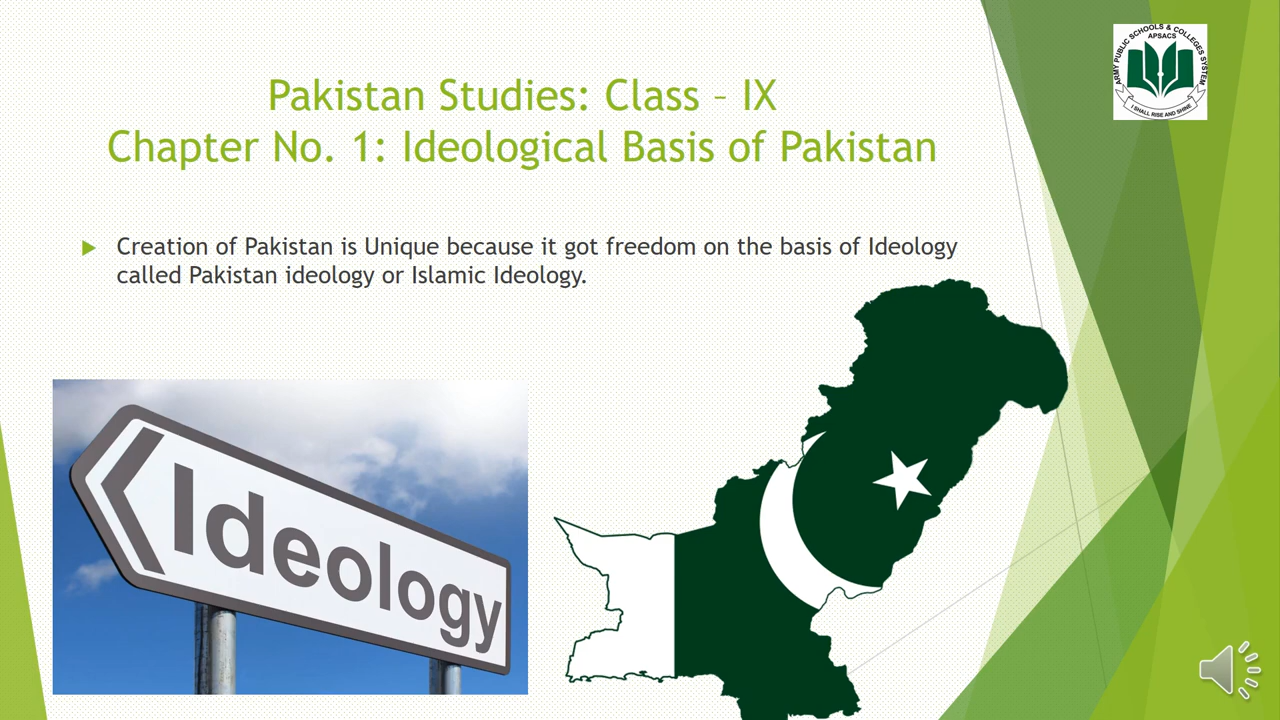 ARMY PUBLIC SCHOOLS & COLLEGES SYSTEM
APSACS
I SHALL RISE AND SHINE
Pakistan Studies: Class – IX
Chapter No. 1: Ideological Basis of Pakistan
Creation of Pakistan is Unique because it got freedom on the basis of Ideology
called Pakistan ideology or Islamic Ideology.
Ideology